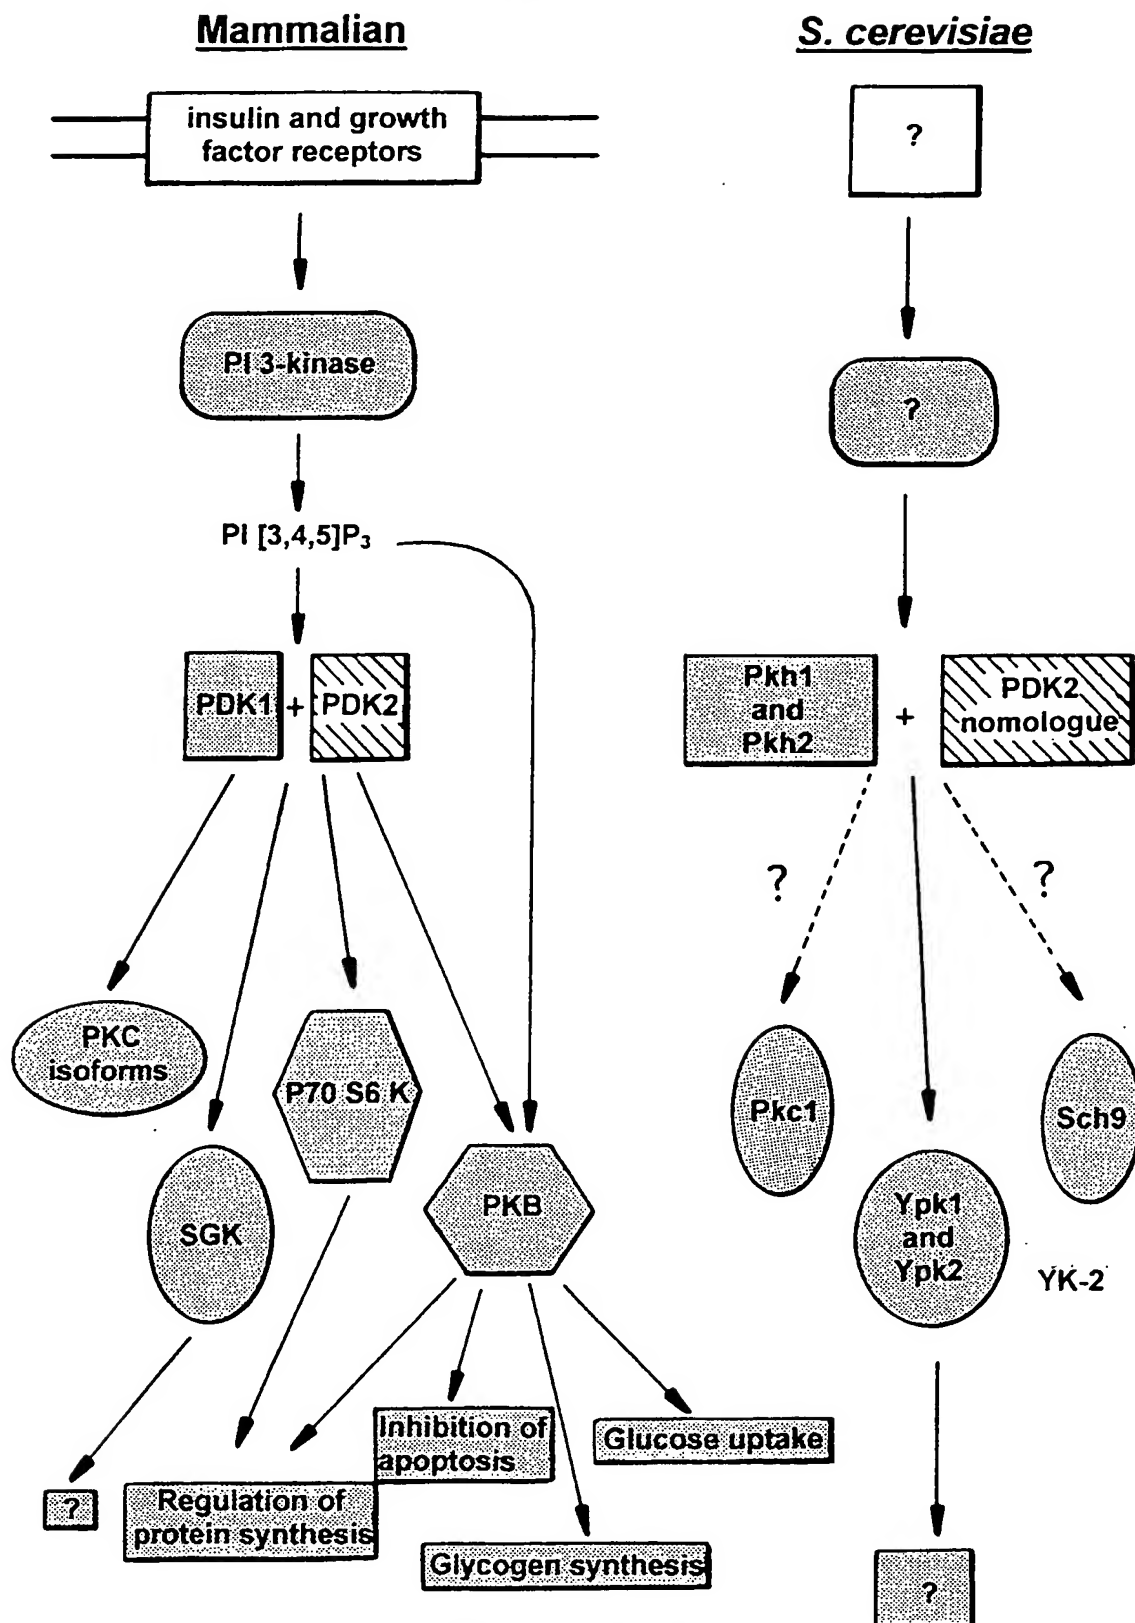 Mammalian
S. cerevisiae
insulin and growth
factor receptors
?
PI 3-kinase
?
PI [3,4,5]P₃
PDK1
+
PDK2
Pkh1
and
Pkh2
+
PDK2
nomologue
?
?
PKC
isoforms
P70 S6 K
SGK
PKB
Pkc1
Sch9
Ypk1
and
Ypk2
YK-2
Inhibition of
apoptosis
Glucose uptake
?
Regulation of
protein synthesis
Glycogen synthesis
?